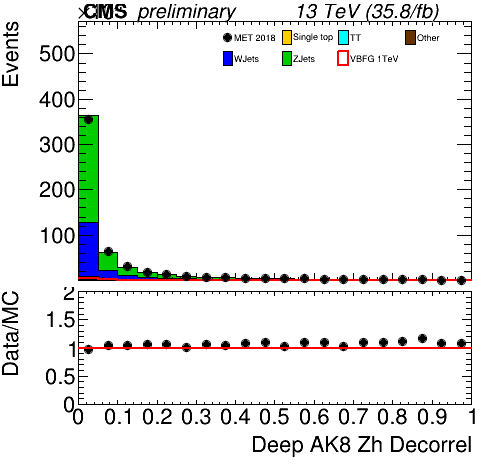 CMS preliminary 13 TeV (35.8/fb)
Events
MET 2018 Single top TT Other
WJets ZJets VBFG 1TeV
500
400
300
200
100
Data/MC
2
1.5
1
0.5
0
0 0.1 0.2 0.3 0.4 0.5 0.6 0.7 0.8 0.9 1
Deep AK8 Zh Decorrel